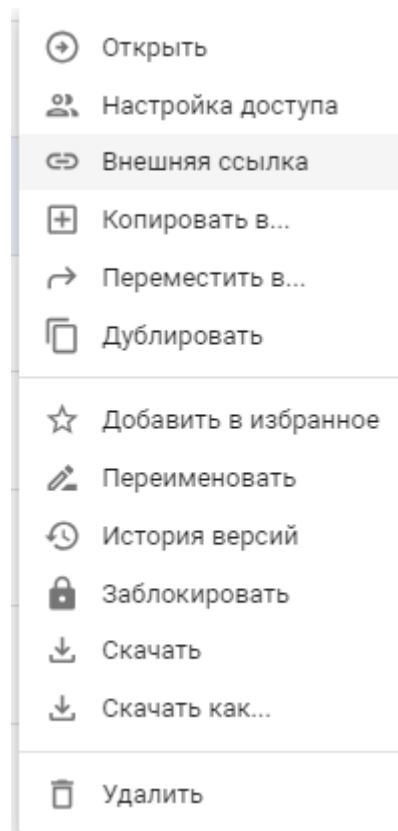 Открыть
Настройка доступа
Внешняя ссылка
Копировать в...
Переместить в...
Дублировать
Добавить в избранное
Переименовать
История версий
Заблокировать
Скачать
Скачать как...
Удалить